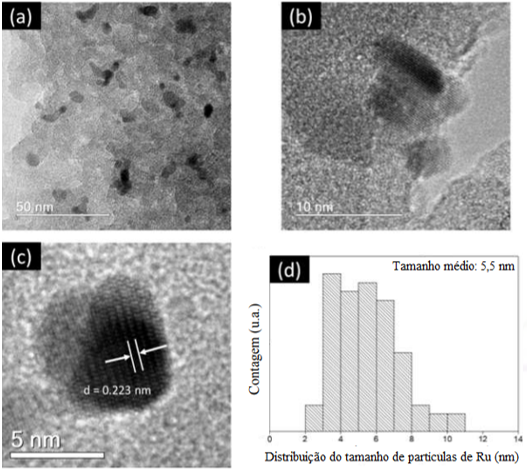 (a)
50 nm
(b)
10 nm
(c)
d = 0.223 nm
5 nm
(d)
Tamanho médio: 5,5 nm
Contagem (u.a.)
0 2 4 6 8 10 12 14
Distribuição do tamanho de particulas de Ru (nm)